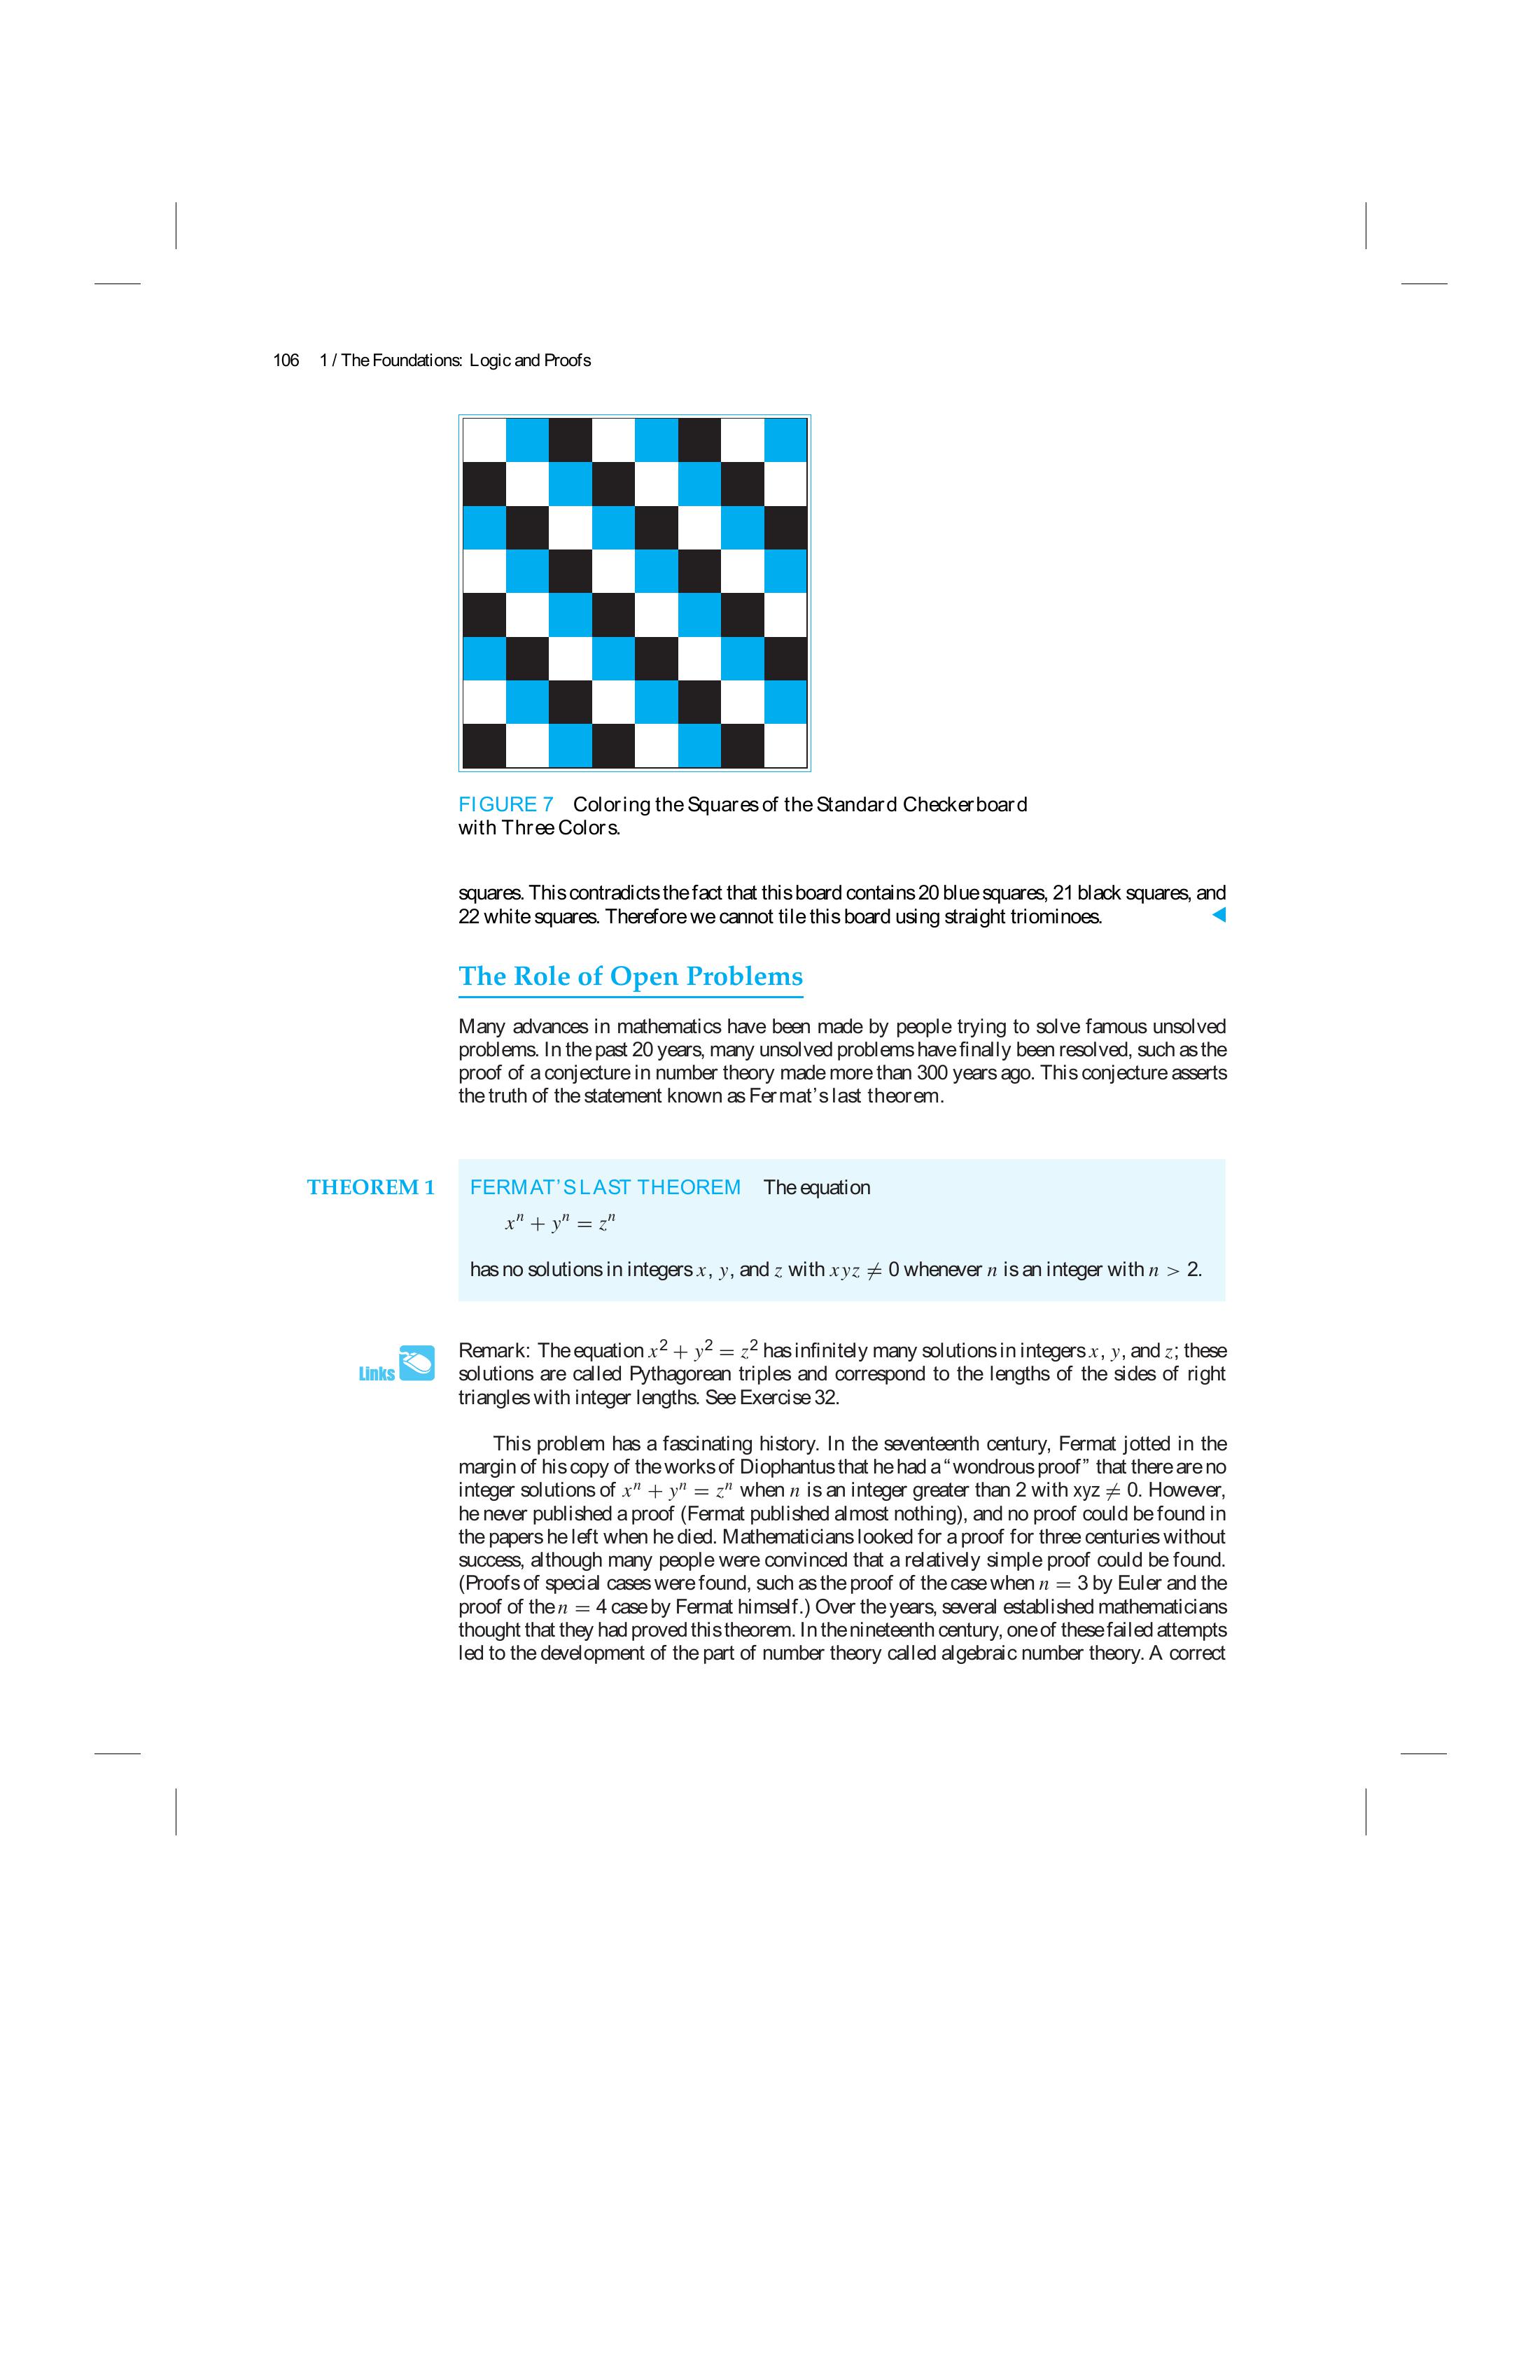 106 1 / The Foundations: Logic and Proofs
FIGURE 7 Coloring the Squares of the Standard Checkerboard
with Three Colors.
squares. This contradicts the fact that this board contains 20 blue squares, 21 black squares, and
22 white squares. Therefore we cannot tile this board using straight triominoes.
The Role of Open Problems
Many advances in mathematics have been made by people trying to solve famous unsolved
problems. In the past 20 years, many unsolved problems have finally been resolved, such as the
proof of a conjecture in number theory made more than 300 years ago. This conjecture asserts
the truth of the statement known as Fermat’s last theorem.
THEOREM 1 FERMAT’S LAST THEOREM The equation
xⁿ + yⁿ = zⁿ
has no solutions in integers x, y, and z with xyz ≠ 0 whenever n is an integer with n > 2.
Links
Remark: The equation x² + y² = z² has infinitely many solutions in integers x, y, and z; these
solutions are called Pythagorean triples and correspond to the lengths of the sides of right
triangles with integer lengths. See Exercise 32.
This problem has a fascinating history. In the seventeenth century, Fermat jotted in the
margin of his copy of the works of Diophantus that he had a “wondrous proof” that there are no
integer solutions of xⁿ + yⁿ = zⁿ when n is an integer greater than 2 with xyz ≠ 0. However,
he never published a proof (Fermat published almost nothing), and no proof could be found in
the papers he left when he died. Mathematicians looked for a proof for three centuries without
success, although many people were convinced that a relatively simple proof could be found.
(Proofs of special cases were found, such as the proof of the case when n = 3 by Euler and the
proof of the n = 4 case by Fermat himself.) Over the years, several established mathematicians
thought that they had proved this theorem. In the nineteenth century, one of these failed attempts
led to the development of the part of number theory called algebraic number theory. A correct